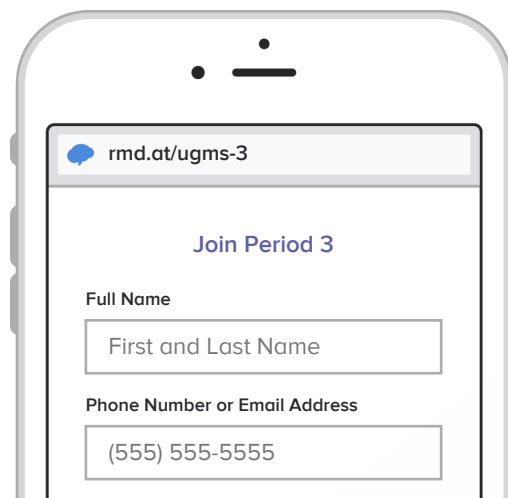 rmd.at/ugms-3
Join Period 3
Full Name
First and Last Name
Phone Number or Email Address
(555) 555-5555